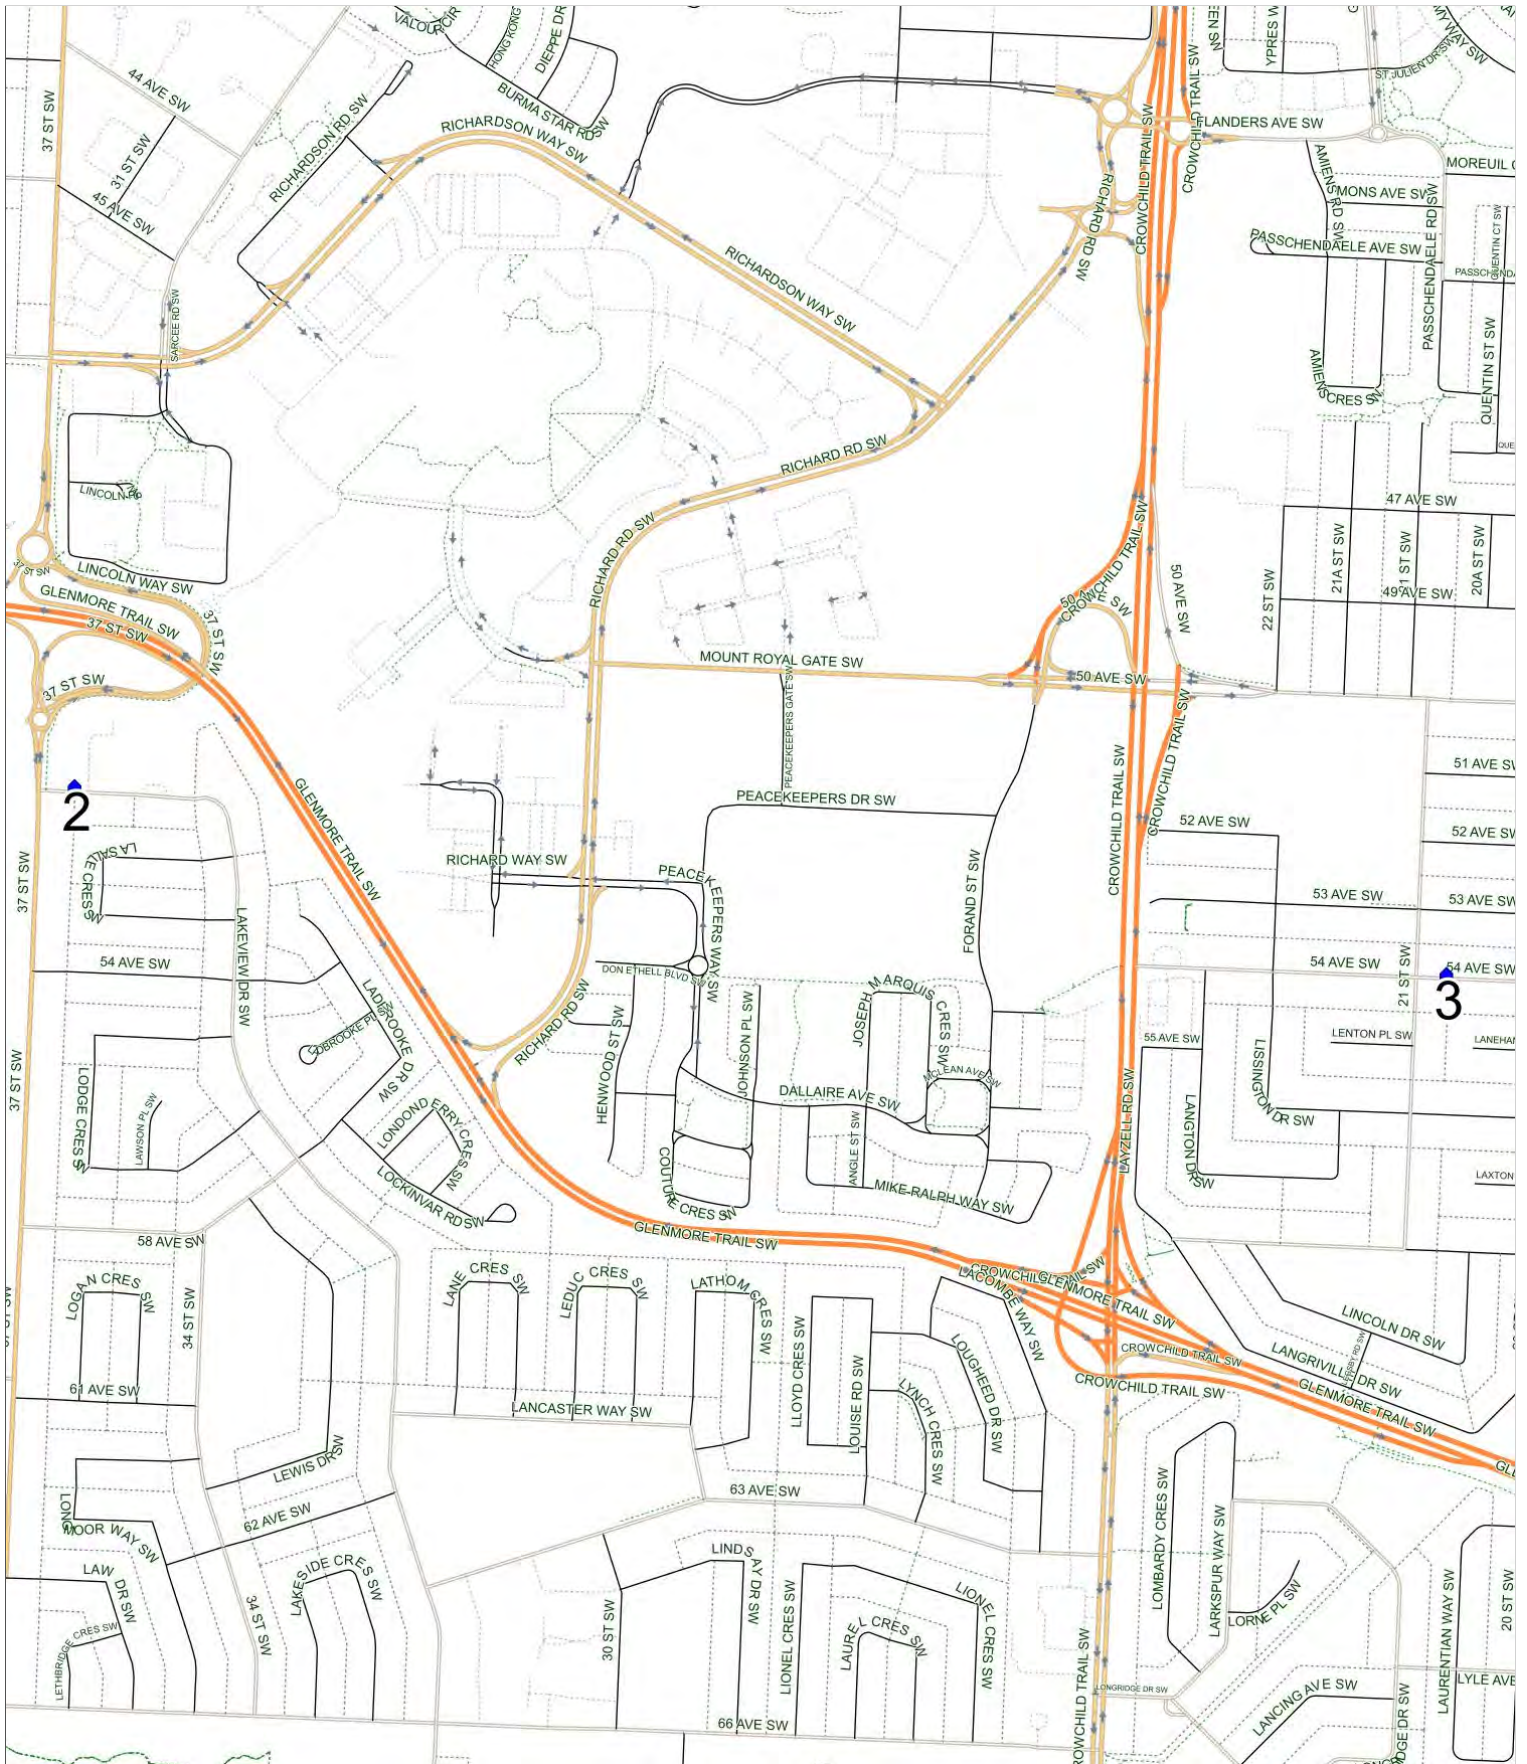 VALOUR CIR
HONG KONG
DIEPPE DR
YPRES
ST JULIEN DR SW
44 AVE SW
37 ST SW
BURMA STAR RD SW
RICHARDSON RD SW
RICHARDSON WAY SW
CROWCHILD TRAIL SW
CROWCHILD TRAIL SW
FLANDERS AVE SW
31 ST SW
45 AVE SW
RICHARD RD SW
AMIENS RD SW
MONS AVE SW
MOREUIL
PASSCHENDAELE AVE SW
PASSCHENDAELE RD SW
QUENTIN CT SW
RICHARDSON WAY SW
SARCEE RD SW
AMIENS CRES SW
QUENTIN ST SW
RICHARD RD SW
LINCOLN
47 AVE SW
RICHARD RD SW
CROWCHILD TRAIL SW
21A ST SW
21 ST SW
20A ST SW
37 ST SW
LINCOLN WAY SW
GLENMORE TRAIL SW
37 ST SW
37 ST SW
50 AVE SW
CROWCHILD TRAIL SW
50 AVE SW
22 ST SW
49 AVE SW
MOUNT ROYAL GATE SW
50 AVE SW
37 ST SW
PEACEKEEPERS GATE SW
CROWCHILD TRAIL SW
CROWCHILD TRAIL SW
51 AVE SW
2
GLENMORE TRAIL SW
PEACEKEEPERS DR SW
52 AVE SW
52 AVE SW
LA SALLE CRES SW
37 ST SW
RICHARD WAY SW
PEACEKEEPERS WAY SW
FORAND ST SW
53 AVE SW
53 AVE SW
LAKEVIEW DR SW
54 AVE SW
DON ETHELL BLVD SW
54 AVE SW
54 AVE SW
21 ST SW
3
LADBROOKE DR SW
RICHARD RD SW
HENWOOD ST SW
JOHNSON PL SW
JOSEPH MARQUIS CRES SW
55 AVE SW
LENTON PL SW
37 ST SW
LODGE CRES SW
LAWSON PL SW
MCLEAN AVE SW
DALLAIRE AVE SW
LISSINGTON DR SW
LAYZELL RD SW
LANGTON DR SW
LONDONDERRY CRES SW
LOCKINVAR RD SW
COUTURE CRES SW
ANGLE ST SW
MIKE RALPH WAY SW
LAXTON
58 AVE SW
GLENMORE TRAIL SW
LOGAN CRES SW
34 ST SW
LANE CRES SW
LEDUC CRES SW
LATHOM CRES SW
CROWCHILD TRAIL SW
GLENMORE TRAIL SW
LACOMBE WAY SW
LINCOLN DR SW
LLOYD CRES SW
LOUISE RD SW
LOUGHEED DR SW
CROWCHILD TRAIL SW
LANGRIVILLE DR SW
61 AVE SW
LANCASTER WAY SW
LYNCH CRES SW
CROWCHILD TRAIL SW
GLENMORE TRAIL SW
LEWIS DR SW
62 AVE SW
63 AVE SW
LONGMOOR WAY SW
LOMBARDY CRES SW
LARKSPUR WAY SW
LAW DR SW
LAKESIDE CRES SW
LINDSAY DR SW
LIONEL CRES SW
LIONEL CRES SW
LORNE PL SW
LAURENTIAN WAY SW
20 ST SW
34 ST SW
30 ST SW
LAUREL CRES SW
LETHBRIDGE CRES SW
LONGRIDGE DR SW
LANCING AVE SW
LYLE AVE
66 AVE SW
CROWCHILD TRAIL SW